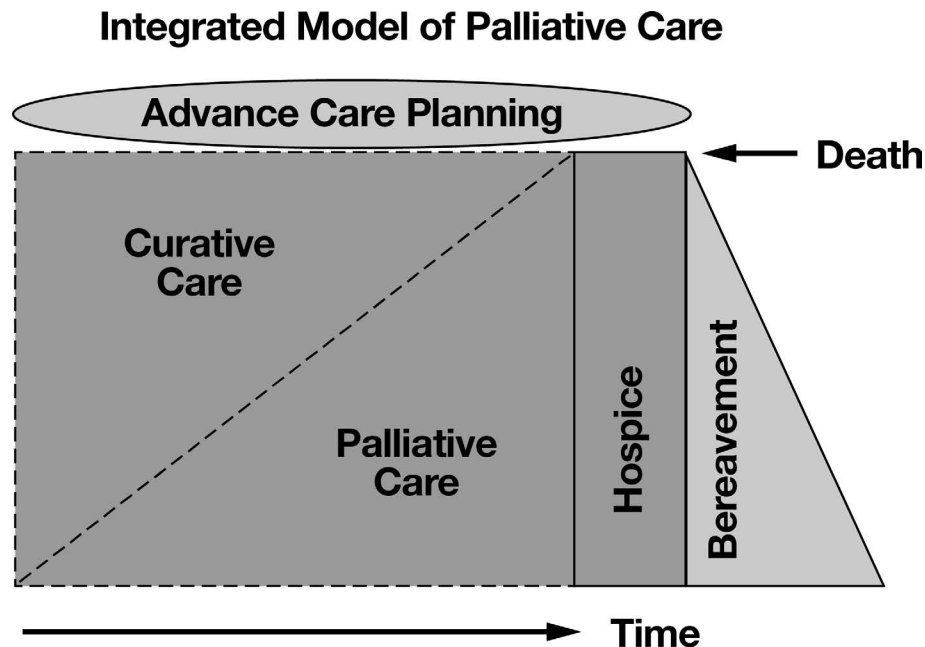 Integrated Model of Palliative Care
Advance Care Planning
Death
Curative
Care
Palliative
Care
Hospice
Bereavement
Time